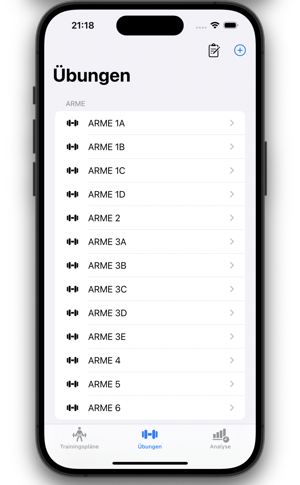 21:18
Übungen
ARME
ARME 1A
ARME 1B
ARME 1C
ARME 1D
ARME 2
ARME 3A
ARME 3B
ARME 3C
ARME 3D
ARME 3E
ARME 4
ARME 5
ARME 6
Trainingspläne Übungen Analyse